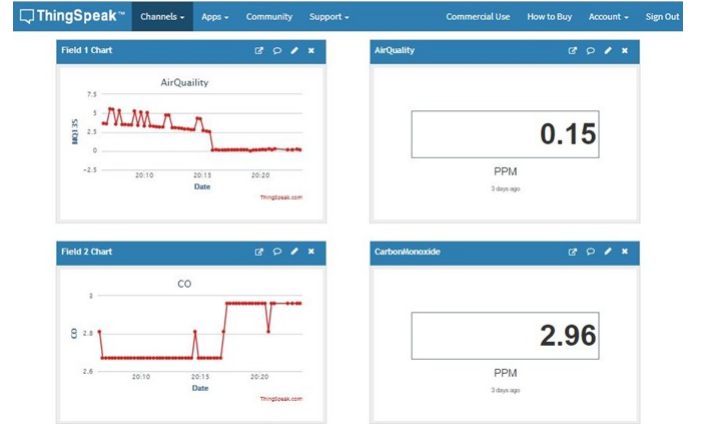 ThingSpeak™ Channels Apps Community Support Commercial Use How to Buy Account Sign Out
Field 1 Chart
AirQuaility
7.5
5
2.5
0
-2.5
MQ135
20:10 20:15 20:20
Date
ThingSpeak.com
AirQuality
0.15
PPM
3 days ago
Field 2 Chart
CO
3
2.8
2.6
CO
20:10 20:15 20:20
Date
ThingSpeak.com
CarbonMonoxide
2.96
PPM
3 days ago